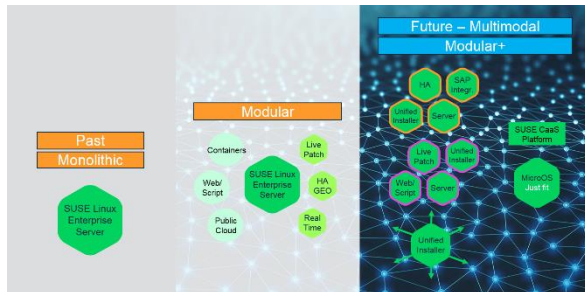 Past
Monolithic
SUSE Linux
Enterprise
Server
Modular
Containers
Live
Patch
Web/
Script
SUSE Linux
Enterprise
Server
HA
GEO
Public
Cloud
Real
Time
Future – Multimodal
Modular+
HA
SAP
Integr.
Unified
Installer
Server
SUSE CaaS
Platform
Live
Patch
Unified
Installer
Web/
Script
Server
MicroOS
Just fit
Unified
Installer